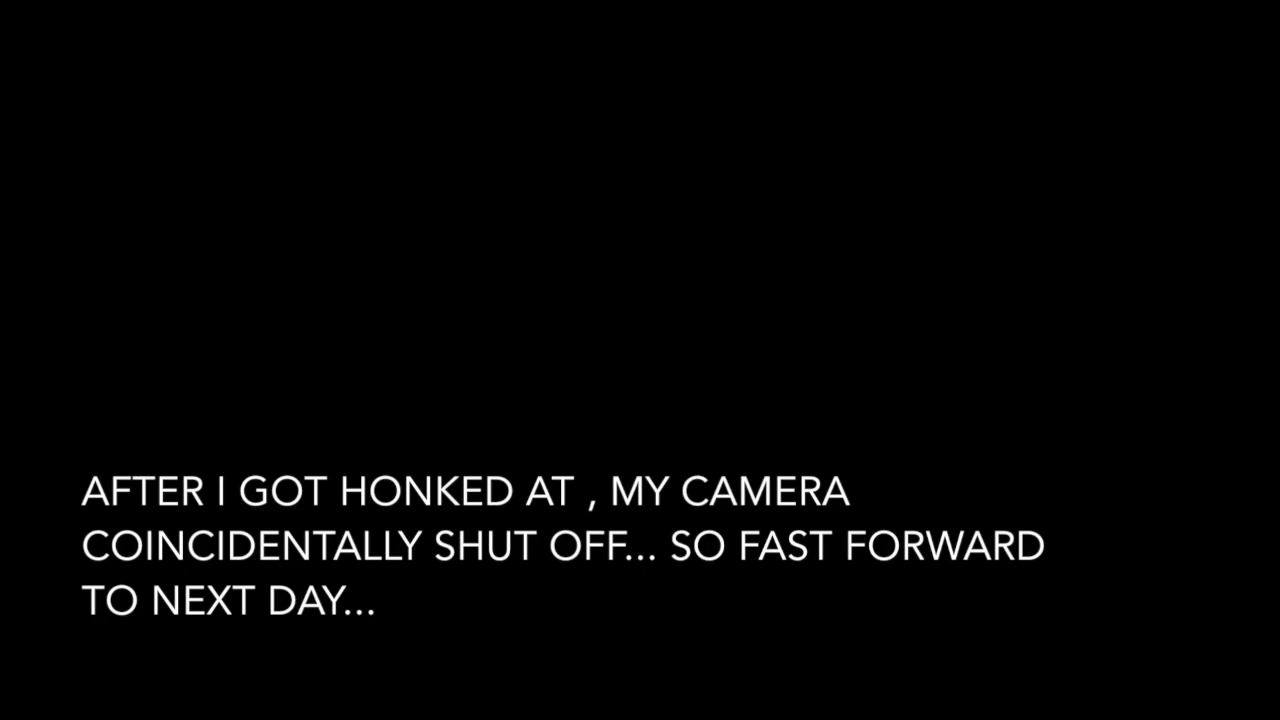 AFTER I GOT HONKED AT , MY CAMERA
COINCIDENTALLY SHUT OFF... SO FAST FORWARD
TO NEXT DAY...